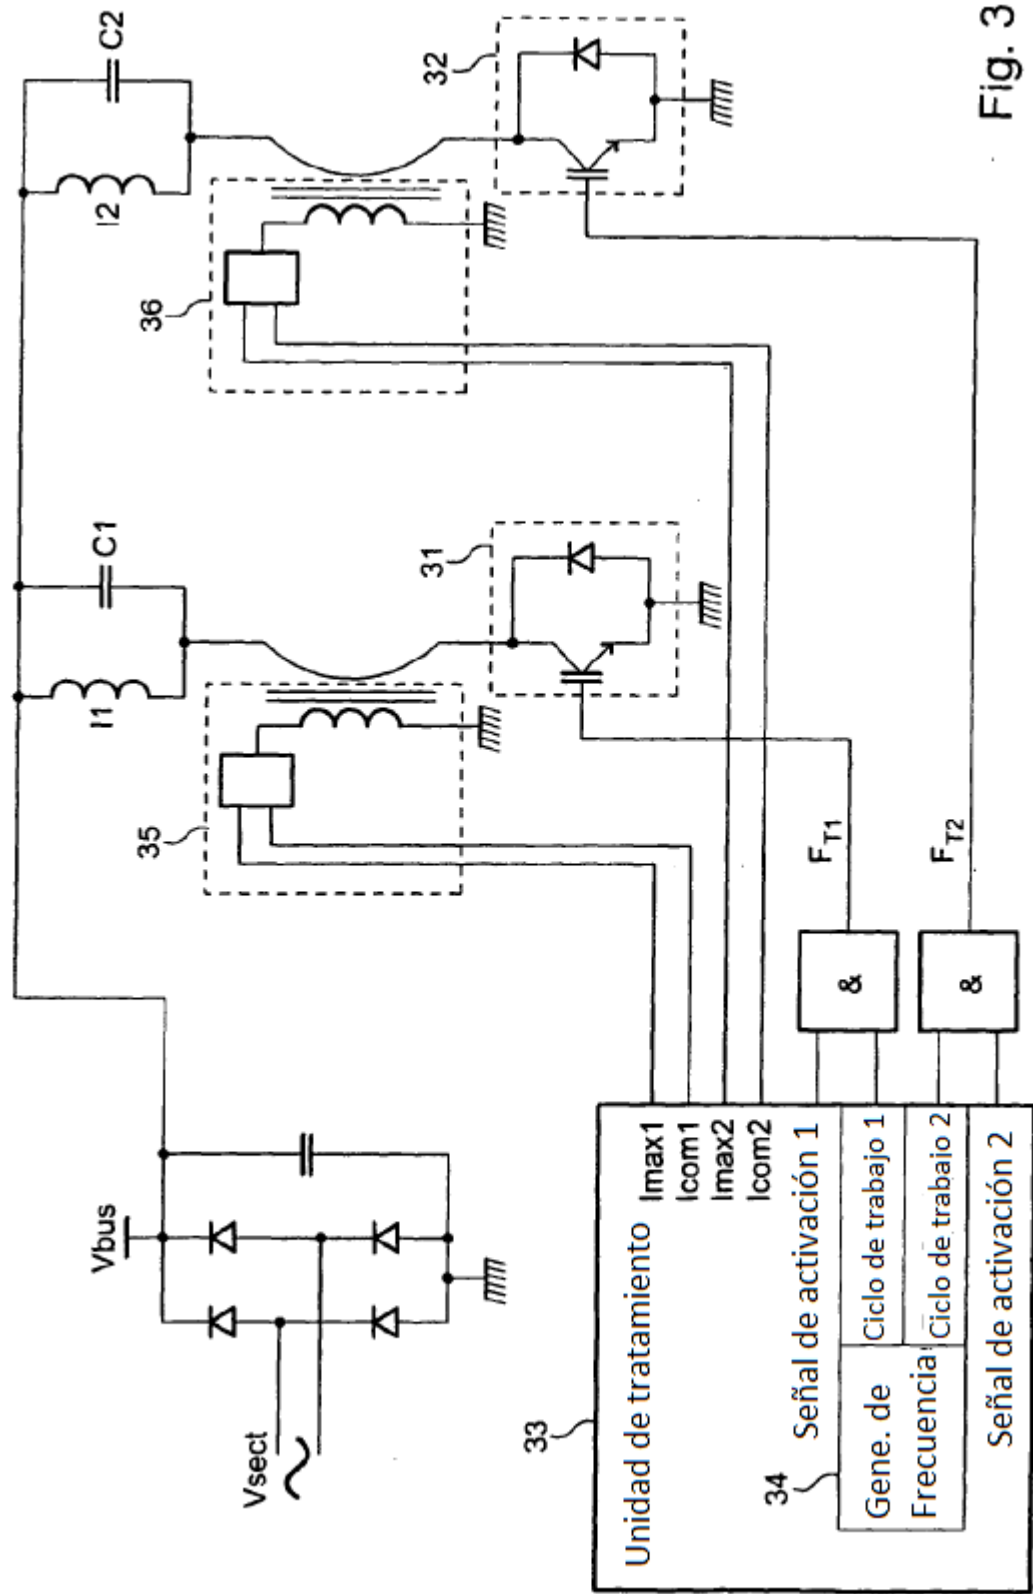 Vsect
Vbus
I1
C1
I2
C2
35
36
31
32
33
Unidad de tratamiento
Imax1
Icom1
Imax2
Icom2
Señal de activación 1
34
Gene. de
Frecuencia
Ciclo de trabajo 1
Ciclo de trabajo 2
Señal de activación 2
&
&
FT1
FT2
Fig. 3